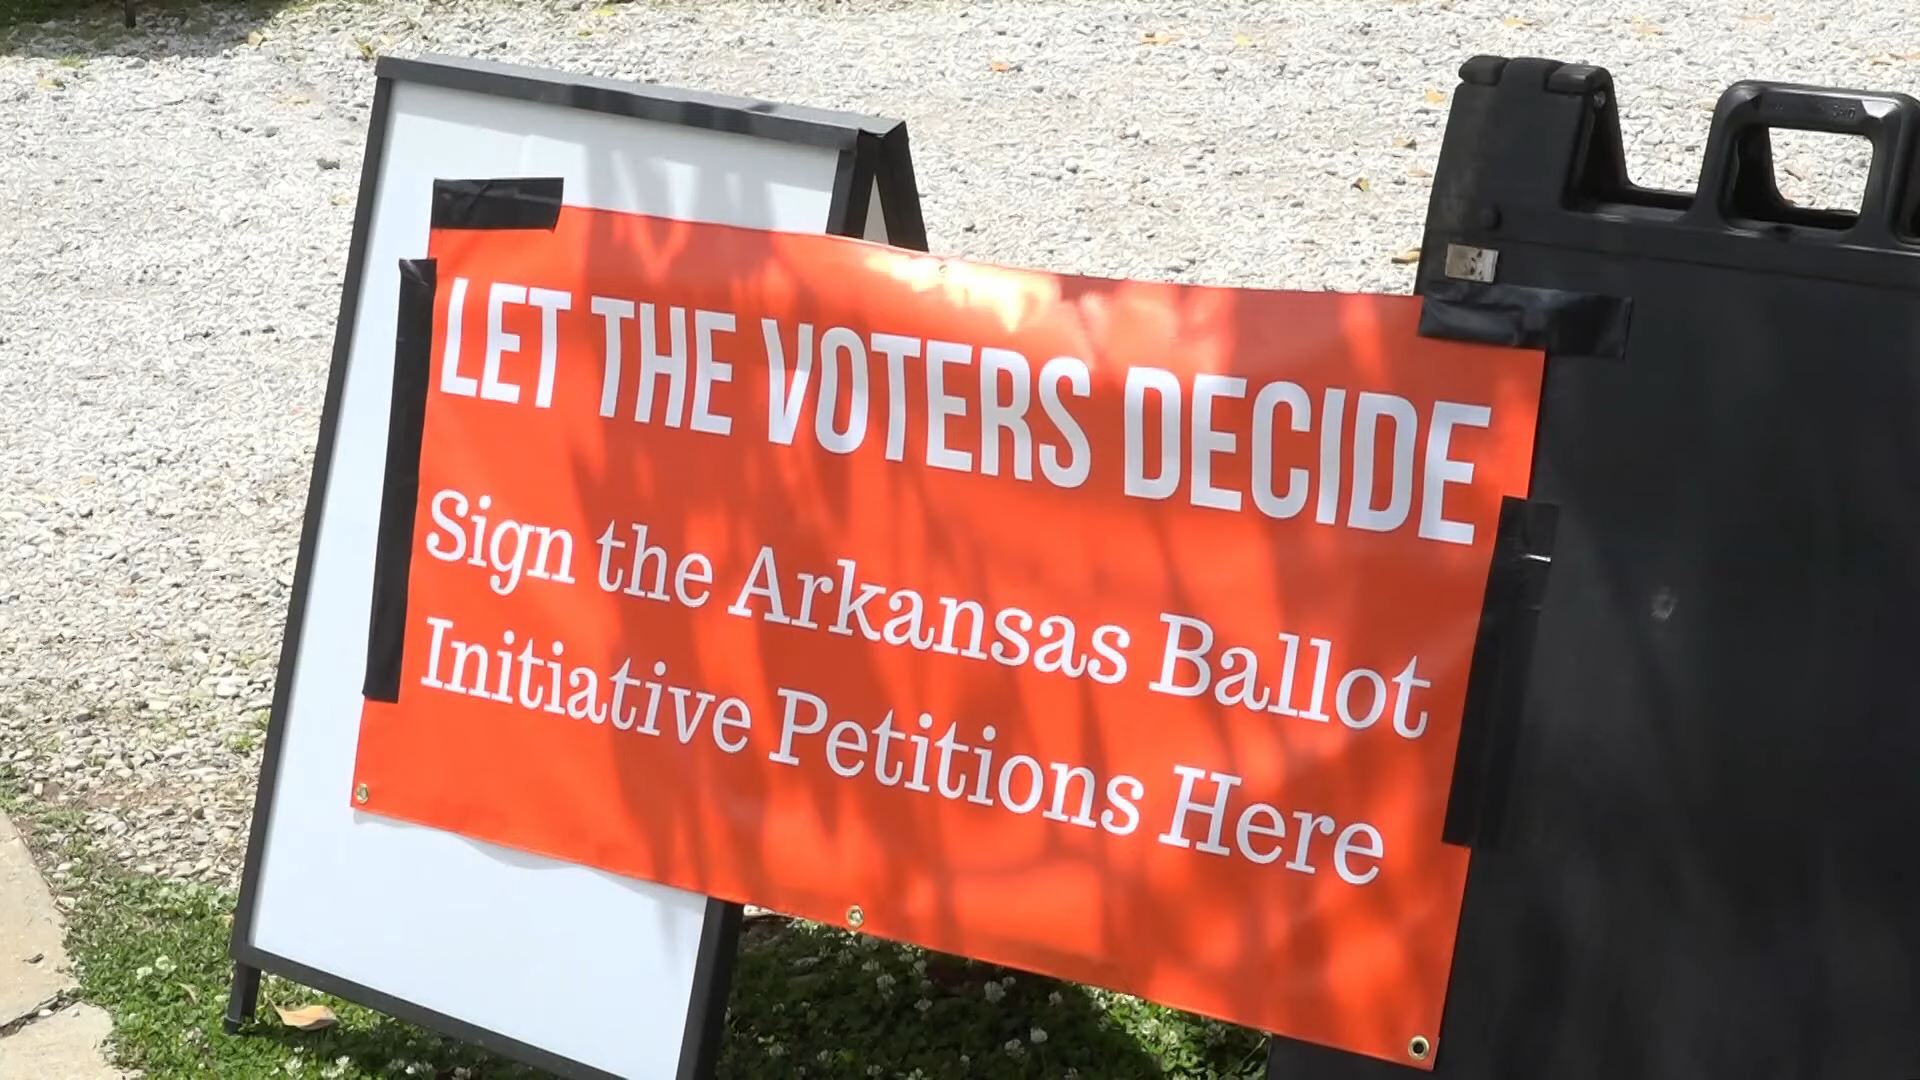 LET THE VOTERS DECIDE
Sign the Arkansas Ballot
Initiative Petitions Here